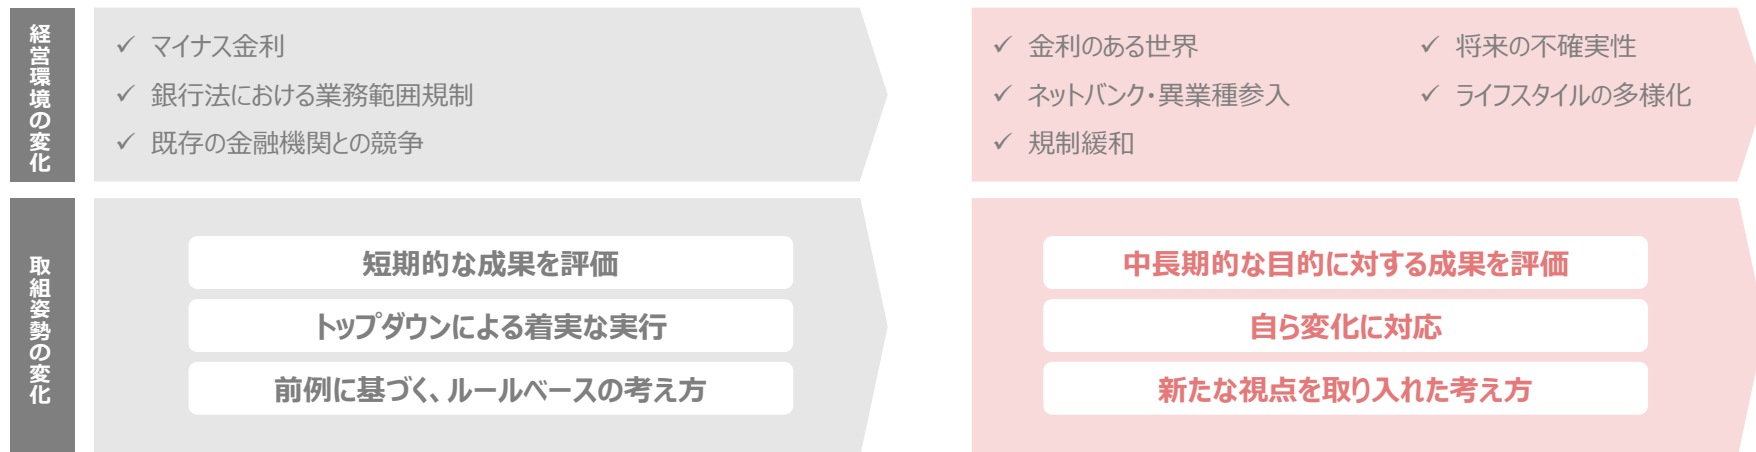 経営環境の変化
✓ マイナス金利
✓ 銀行法における業務範囲規制
✓ 既存の金融機関との競争
✓ 金利のある世界
✓ ネットバンク・異業種参入
✓ 規制緩和
✓ 将来の不確実性
✓ ライフスタイルの多様化
取組姿勢の変化
短期的な成果を評価
トップダウンによる着実な実行
前例に基づく、ルールベースの考え方
中長期的な目的に対する成果を評価
自ら変化に対応
新たな視点を取り入れた考え方